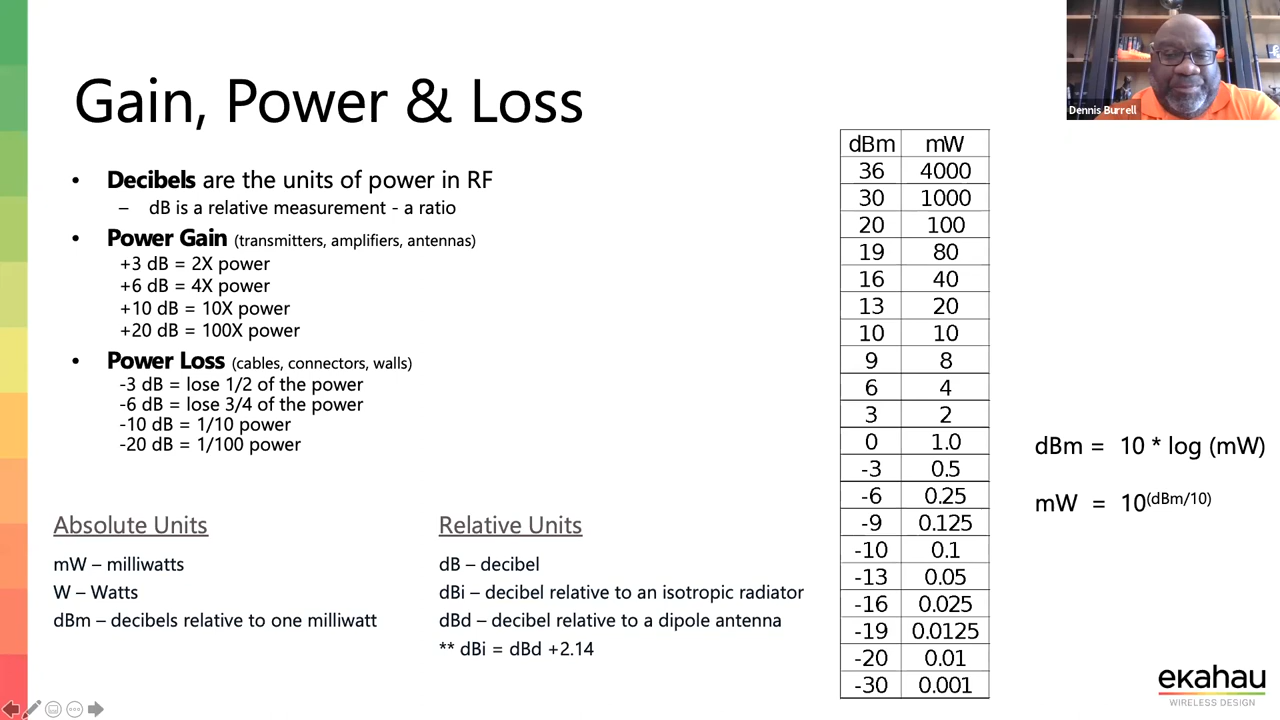 Gain, Power & Loss
• Decibels are the units of power in RF
– dB is a relative measurement - a ratio
• Power Gain (transmitters, amplifiers, antennas)
+3 dB = 2X power
+6 dB = 4X power
+10 dB = 10X power
+20 dB = 100X power
• Power Loss (cables, connectors, walls)
-3 dB = lose 1/2 of the power
-6 dB = lose 3/4 of the power
-10 dB = 1/10 power
-20 dB = 1/100 power
Absolute Units
mW – milliwatts
W – Watts
dBm – decibels relative to one milliwatt
Relative Units
dB – decibel
dBi – decibel relative to an isotropic radiator
dBd – decibel relative to a dipole antenna
** dBi = dBd +2.14
dBm mW
36 4000
30 1000
20 100
19 80
16 40
13 20
10 10
9 8
6 4
3 2
0 1.0
-3 0.5
-6 0.25
-9 0.125
-10 0.1
-13 0.05
-16 0.025
-19 0.0125
-20 0.01
-30 0.001
dBm = 10 * log (mW)
mW = 10^(dBm/10)
Dennis Burrell
ekahau
WIRELESS DESIGN